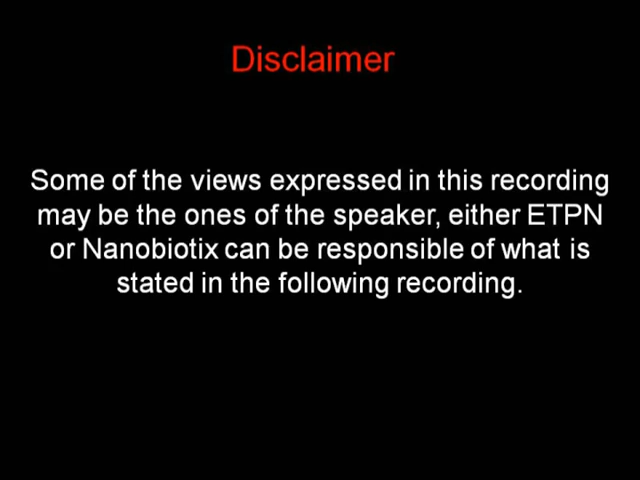 Disclaimer
Some of the views expressed in this recording
may be the ones of the speaker, either ETPN
or Nanobiotix can be responsible of what is
stated in the following recording.